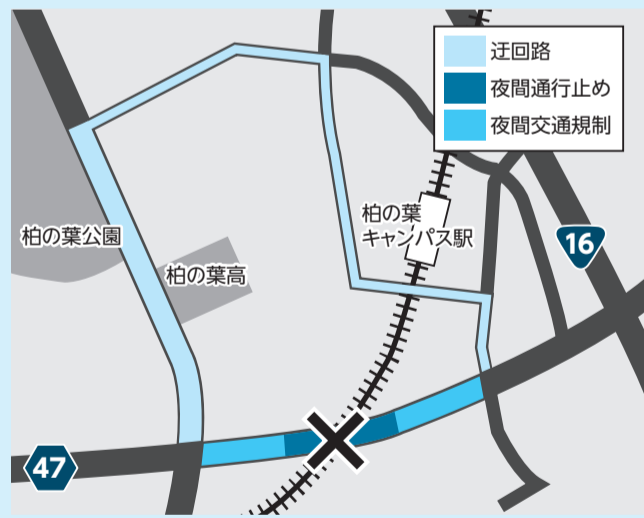 迂回路
夜間通行止め
夜間交通規制
柏の葉
キャンパス駅
柏の葉公園
柏の葉高
16
47